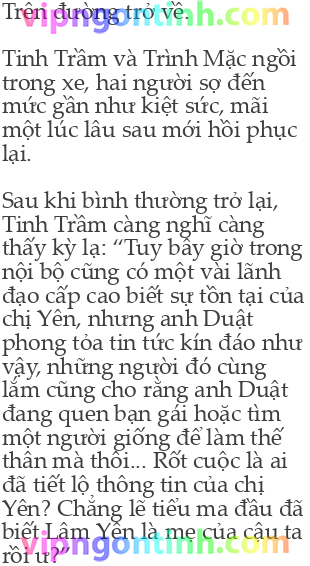 Trên đường trở về.
vipngontinh.com
Tinh Trầm và Trình Mặc ngồi
trong xe, hai người sợ đến
mức gần như kiệt sức, mãi
một lúc lâu sau mới hồi phục
lại.
Sau khi bình thường trở lại,
Tinh Trầm càng nghĩ càng
thấy kỳ lạ: “Tuy bây giờ trong
nội bộ cũng có một vài lãnh
đạo cấp cao biết sự tồn tại của
chị Yên, nhưng anh Duật
phong tỏa tin tức kín đáo như
vậy, những người đó cùng
lắm cũng cho rằng anh Duật
đang quen bạn gái hoặc tìm
một người giống để làm thế
thân mà thôi... Rốt cuộc là ai
đã tiết lộ thông tin của chị
Yên? Chẳng lẽ tiểu ma đầu đã
biết Lâm Yên là mẹ của cậu ta
rồi ư?”
vipngontinh.com